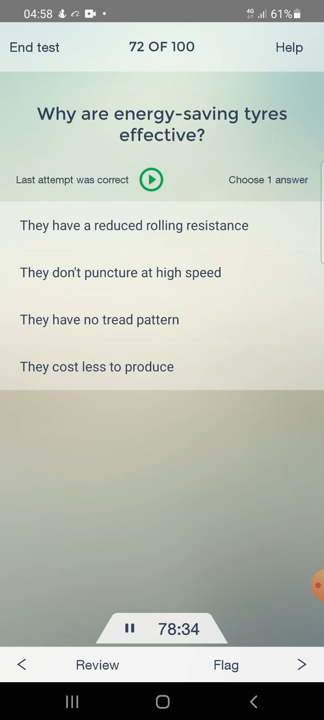 04:58 4G 61%
End test 72 OF 100 Help
Why are energy-saving tyres
effective?
Last attempt was correct Choose 1 answer
They have a reduced rolling resistance
They don't puncture at high speed
They have no tread pattern
They cost less to produce
78:34
< Review Flag >